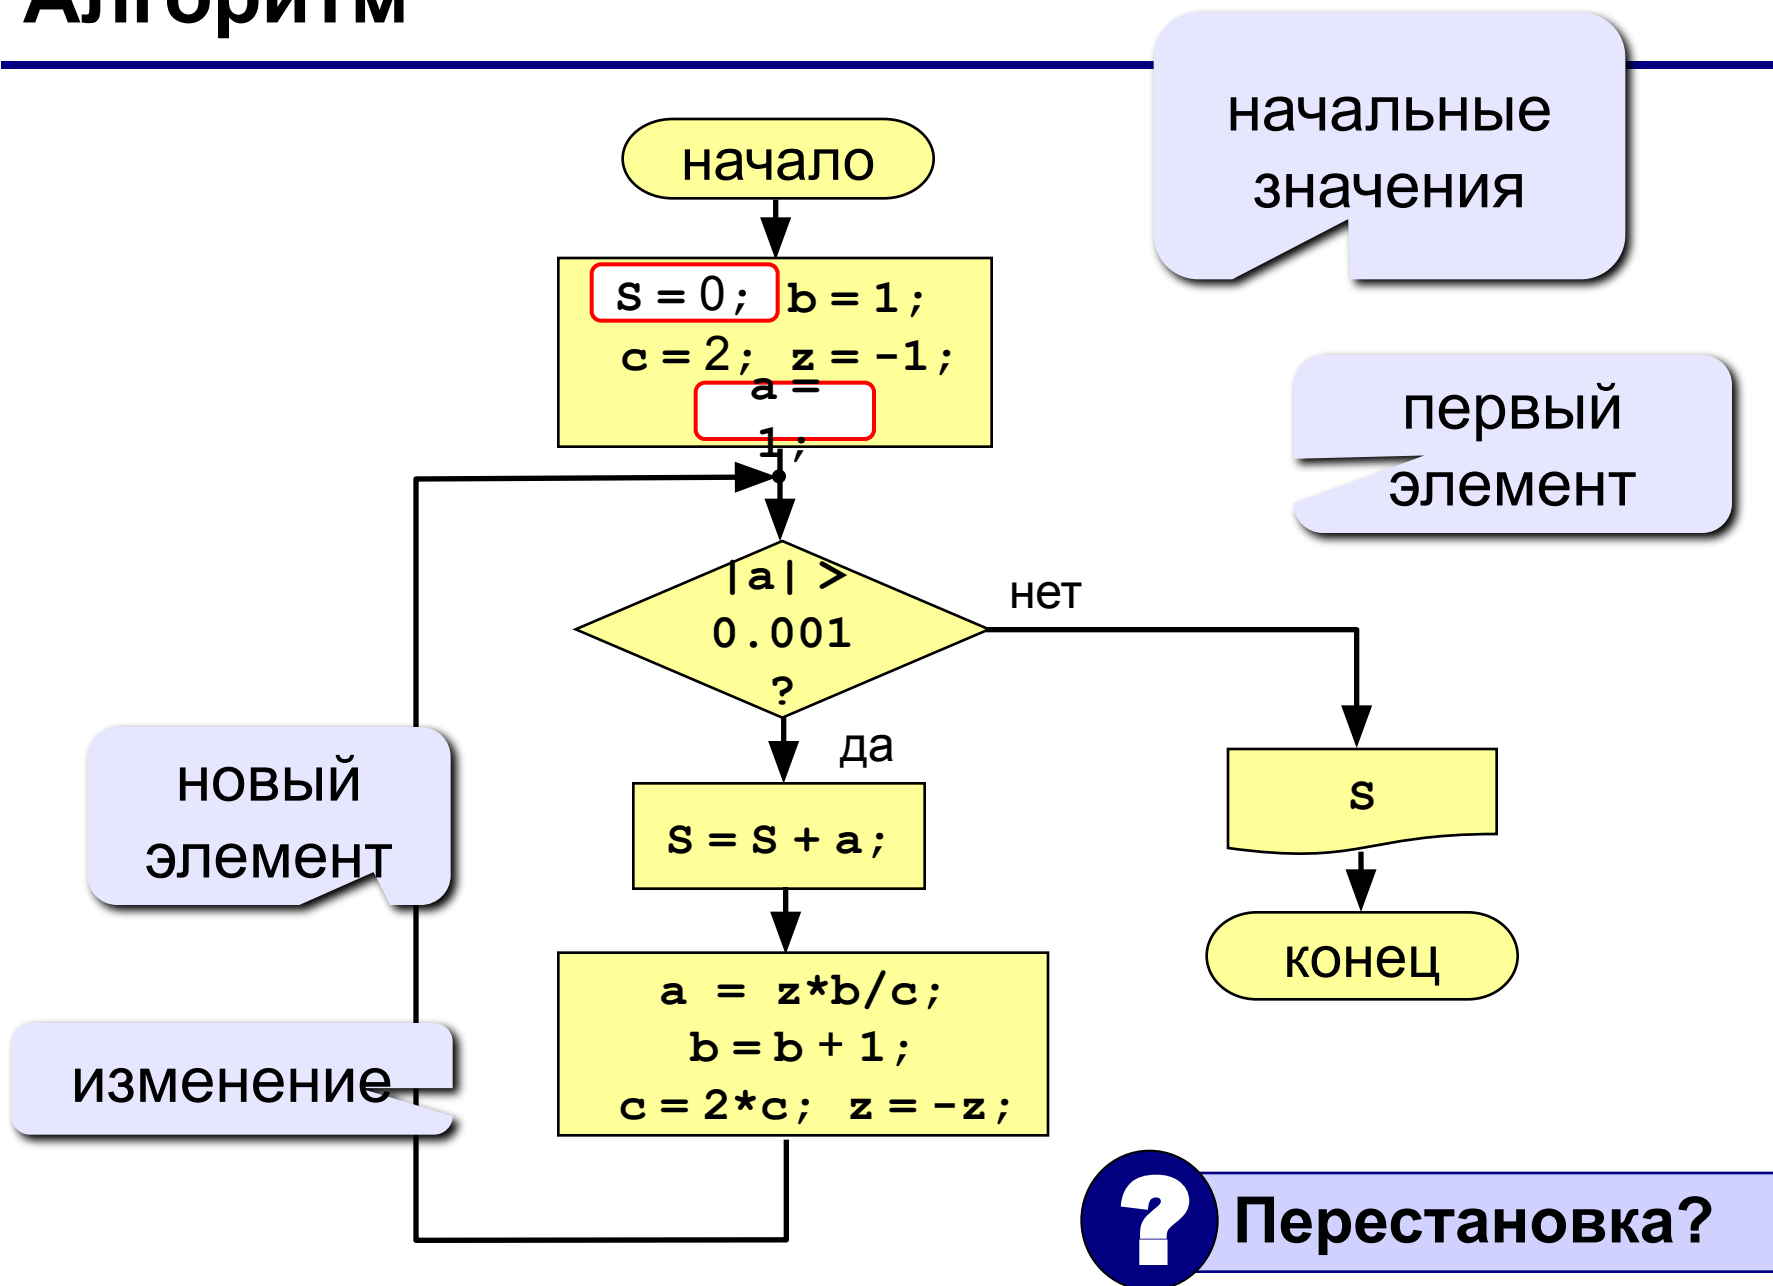 Алгоритм
начальные
значения
начало
S = 0; b = 1;
c = 2; z = -1;
a =
1;
первый
элемент
|a| >
0.001
?
нет
да
новый
элемент
S = S + a;
S
a = z*b/c;
b = b + 1;
c = 2*c; z = -z;
конец
изменение
? Перестановка?